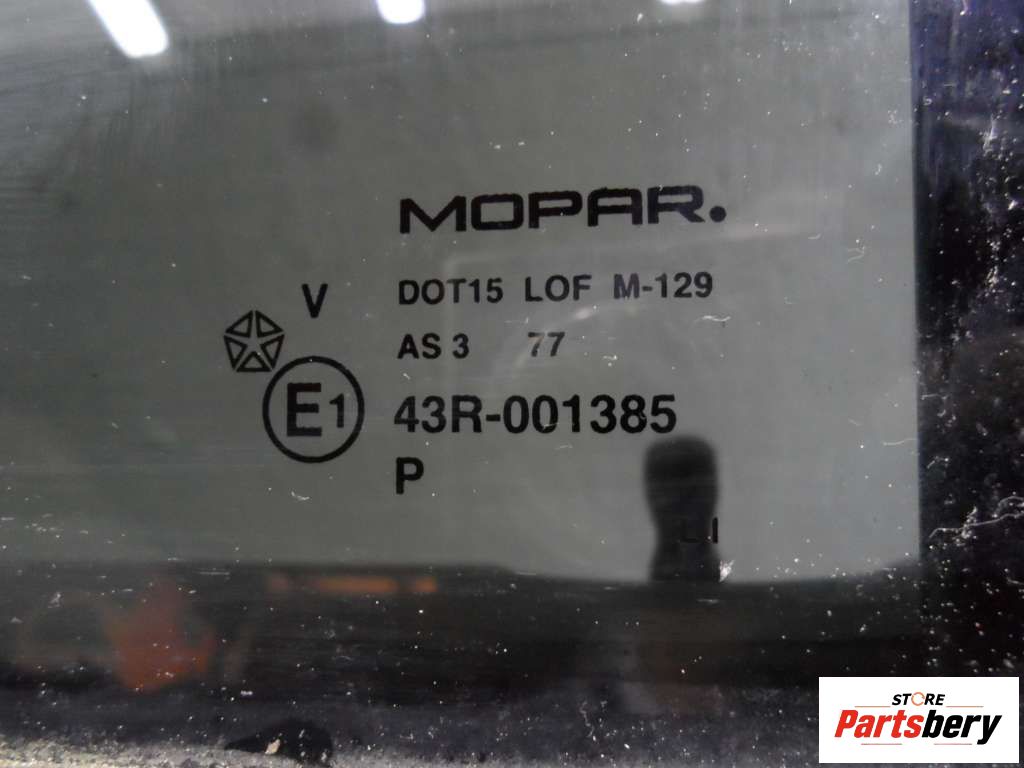 MOPAR.
DOT15 LOF M-129
V
AS 3 77
E1 43R-001385
P
STORE
Partsbery